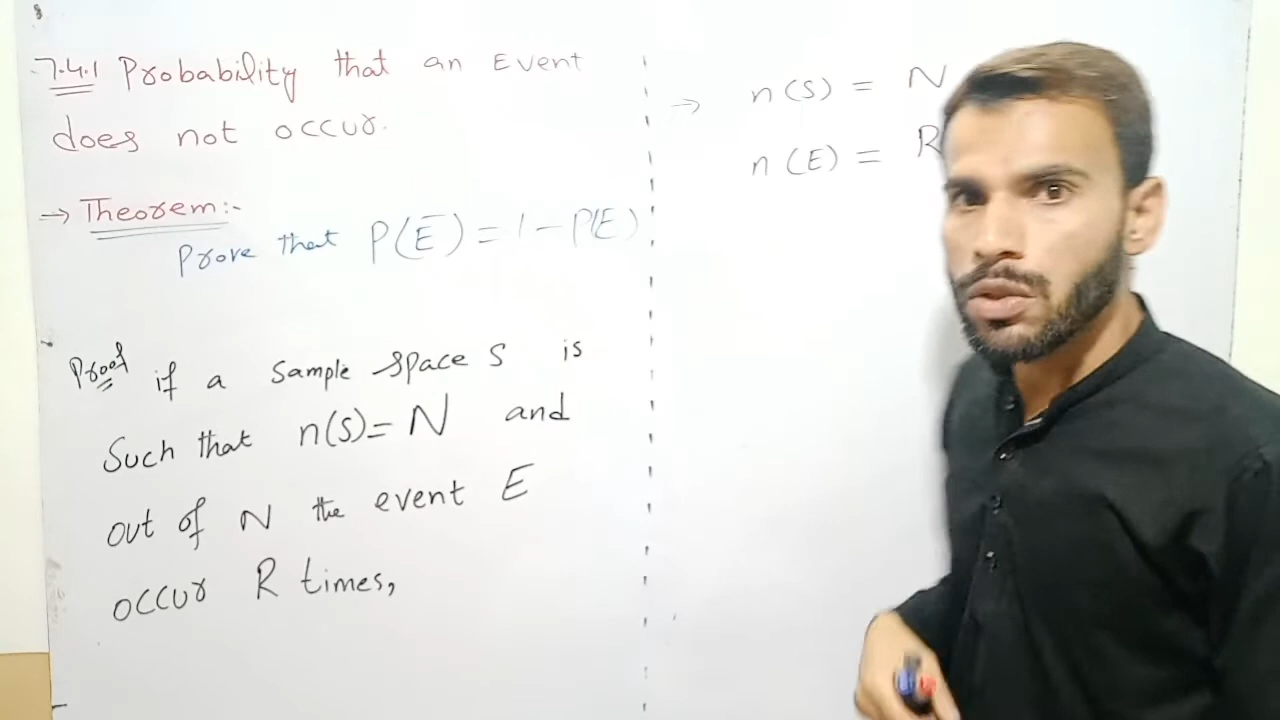 7.4.1 Probability that an Event
does not occur.
→ Theorem:-
Prove that P(E̅) = 1 - P(E)
Proof if a sample space S is
Such that n(S) = N and
out of N the event E
occur R times,
→ n(S) = N
n(E) = R